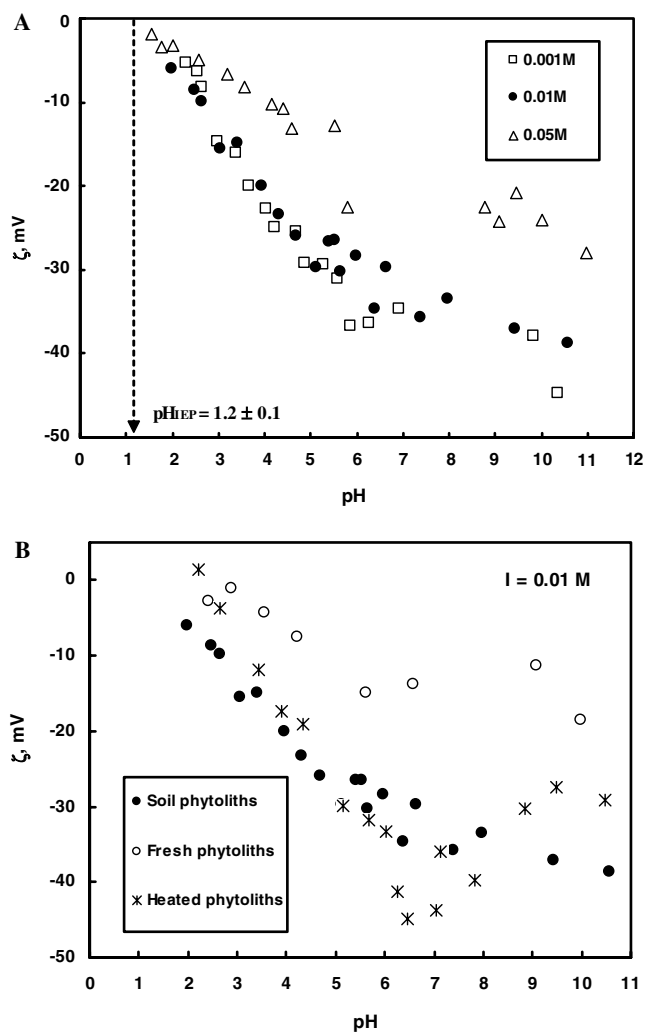 A
0
-10
-20
-30
-40
-50
ζ, mV
0.001M
0.01M
0.05M
pHIEP = 1.2 ± 0.1
0 1 2 3 4 5 6 7 8 9 10 11 12
pH
B
I = 0.01 M
0
-10
-20
-30
-40
-50
ζ, mV
Soil phytoliths
Fresh phytoliths
Heated phytoliths
0 1 2 3 4 5 6 7 8 9 10 11
pH